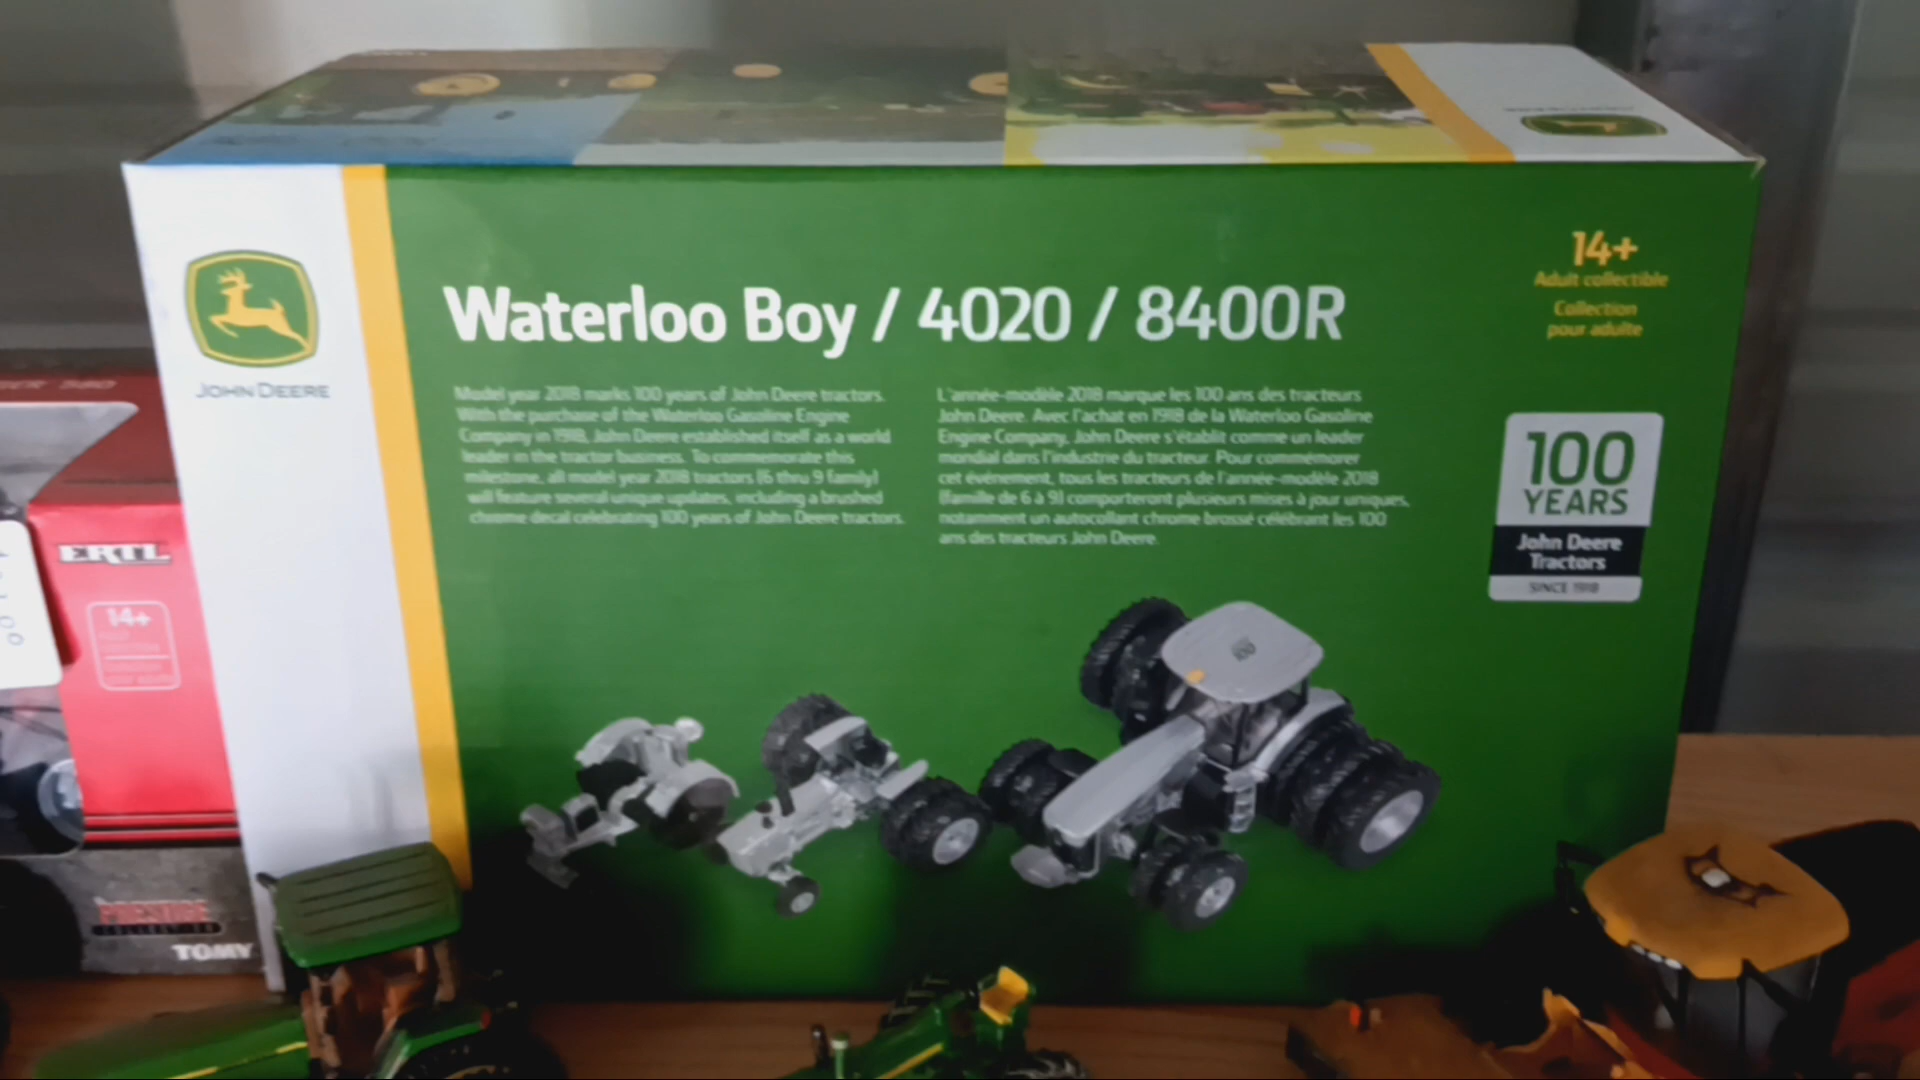 JOHN DEERE
Waterloo Boy / 4020 / 8400R
14+
Adult collectible
Collection
pour adulte
Model year 2018 marks 100 years of John Deere tractors.
With the purchase of the Waterloo Gasoline Engine
Company in 1918, John Deere established itself as a world
leader in the tractor business. To commemorate this
milestone, all model year 2018 tractors (6 thru 9 family)
will feature several unique updates, including a brushed
chrome decal celebrating 100 years of John Deere tractors.
L'année-modèle 2018 marque les 100 ans des tracteurs
John Deere. Avec l'achat en 1918 de la Waterloo Gasoline
Engine Company, John Deere s'établit comme un leader
mondial dans l'industrie du tracteur. Pour commémorer
cet événement, tous les tracteurs de l'année-modèle 2018
(famille de 6 à 9) comporteront plusieurs mises à jour uniques,
notamment un autocollant chrome brossé célébrant les 100
ans des tracteurs John Deere.
100
YEARS
John Deere
Tractors
SINCE 1918
100
ERTL
14+
PRESTIGE
COLLECTION
TOMY